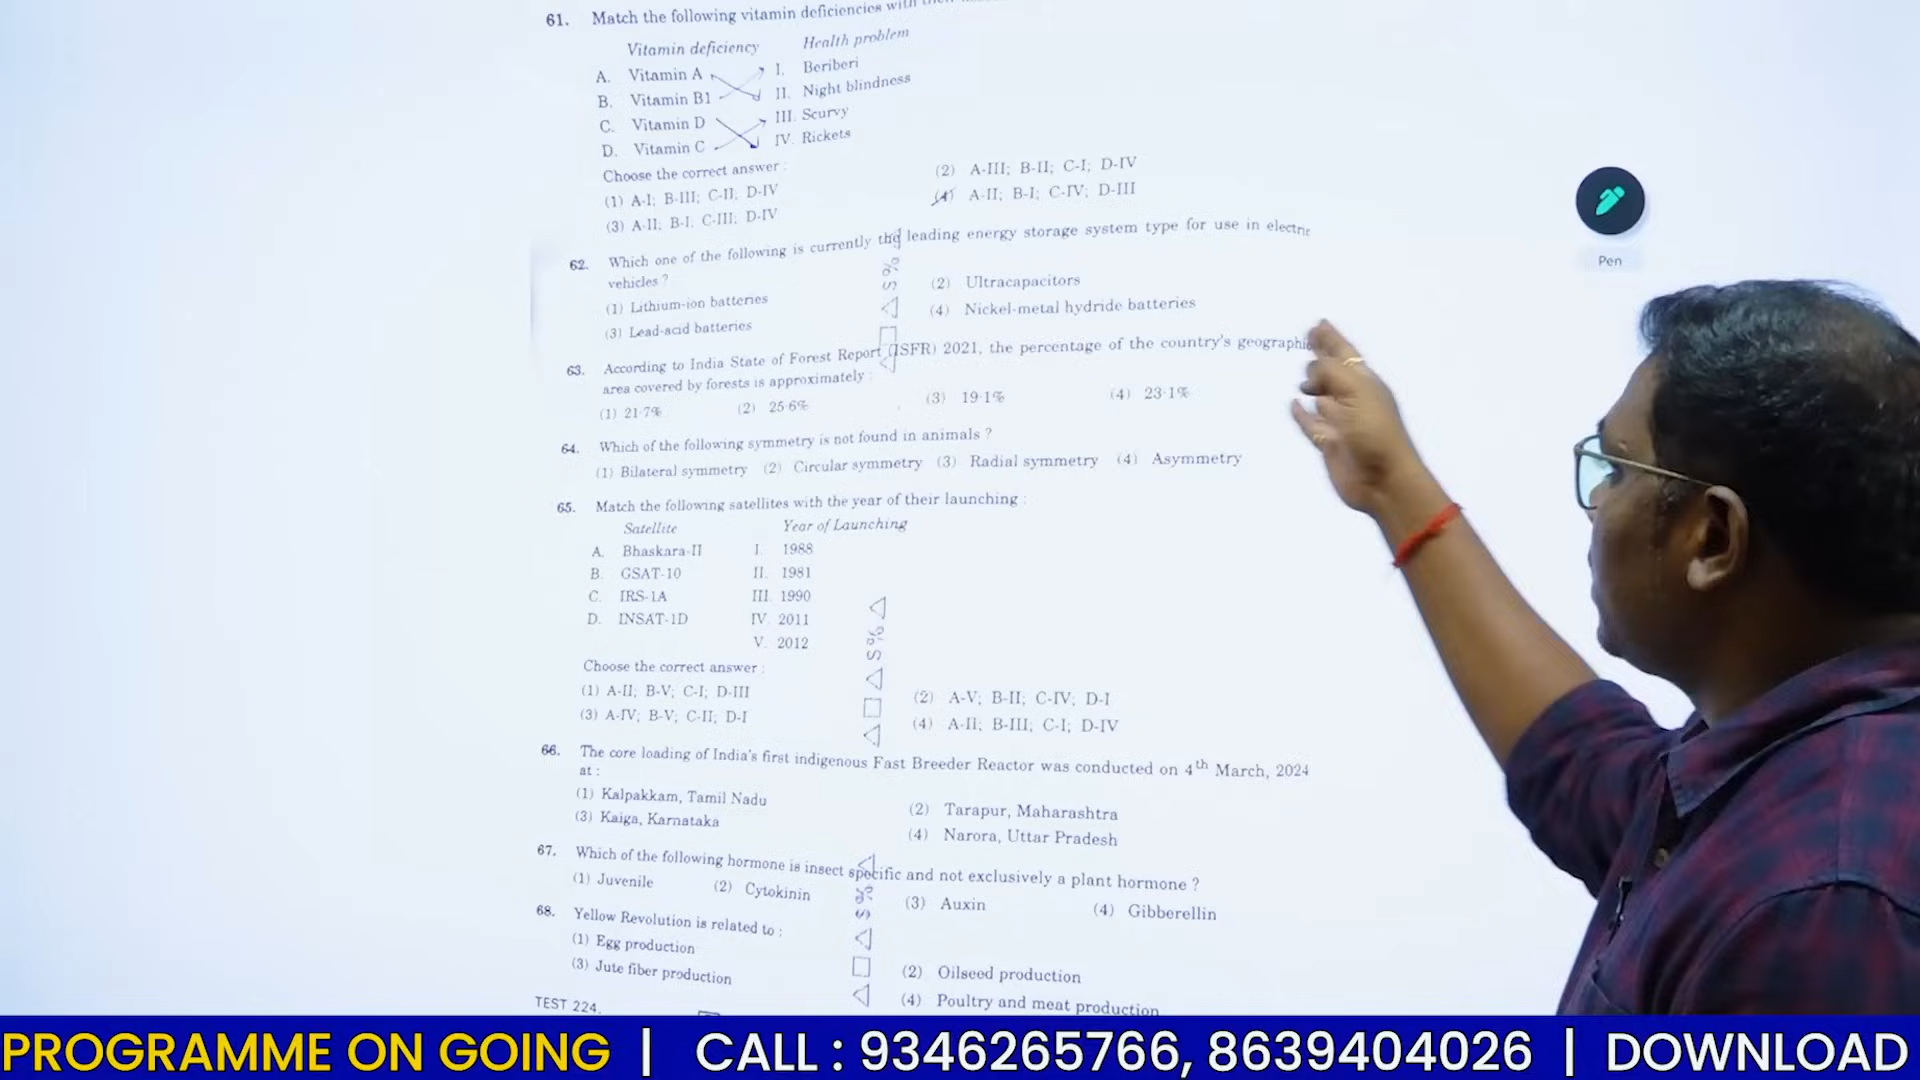 61. Match the following vitamin deficiencies with
Vitamin deficiency Health problem
A. Vitamin A I. Beriberi
B. Vitamin B1 II. Night blindness
C. Vitamin D III. Scurvy
D. Vitamin C IV. Rickets
Choose the correct answer :
(1) A-I; B-III; C-II; D-IV (2) A-III; B-II; C-I; D-IV
(3) A-II; B-I; C-III; D-IV (4) A-II; B-I; C-IV; D-III
62. Which one of the following is currently the leading energy storage system type for use in electric
vehicles ?
(1) Lithium-ion batteries (2) Ultracapacitors
(3) Lead-acid batteries (4) Nickel-metal hydride batteries
63. According to India State of Forest Report (ISFR) 2021, the percentage of the country's geographic
area covered by forests is approximately :
(1) 21·7% (2) 25·6% (3) 19·1% (4) 23·1%
64. Which of the following symmetry is not found in animals ?
(1) Bilateral symmetry (2) Circular symmetry (3) Radial symmetry (4) Asymmetry
65. Match the following satellites with the year of their launching :
Satellite Year of Launching
A. Bhaskara-II I. 1988
B. GSAT-10 II. 1981
C. IRS-1A III. 1990
D. INSAT-1D IV. 2011
V. 2012
Choose the correct answer :
(1) A-II; B-V; C-I; D-III (2) A-V; B-II; C-IV; D-I
(3) A-IV; B-V; C-II; D-I (4) A-II; B-III; C-I; D-IV
66. The core loading of India's first indigenous Fast Breeder Reactor was conducted on 4th March, 2024
at :
(1) Kalpakkam, Tamil Nadu (2) Tarapur, Maharashtra
(3) Kaiga, Karnataka (4) Narora, Uttar Pradesh
67. Which of the following hormone is insect specific and not exclusively a plant hormone ?
(1) Juvenile (2) Cytokinin (3) Auxin (4) Gibberellin
68. Yellow Revolution is related to :
(1) Egg production (2) Oilseed production
(3) Jute fiber production (4) Poultry and meat production
TEST 224.
Pen
PROGRAMME ON GOING | CALL : 9346265766, 8639404026 | DOWNLOAD